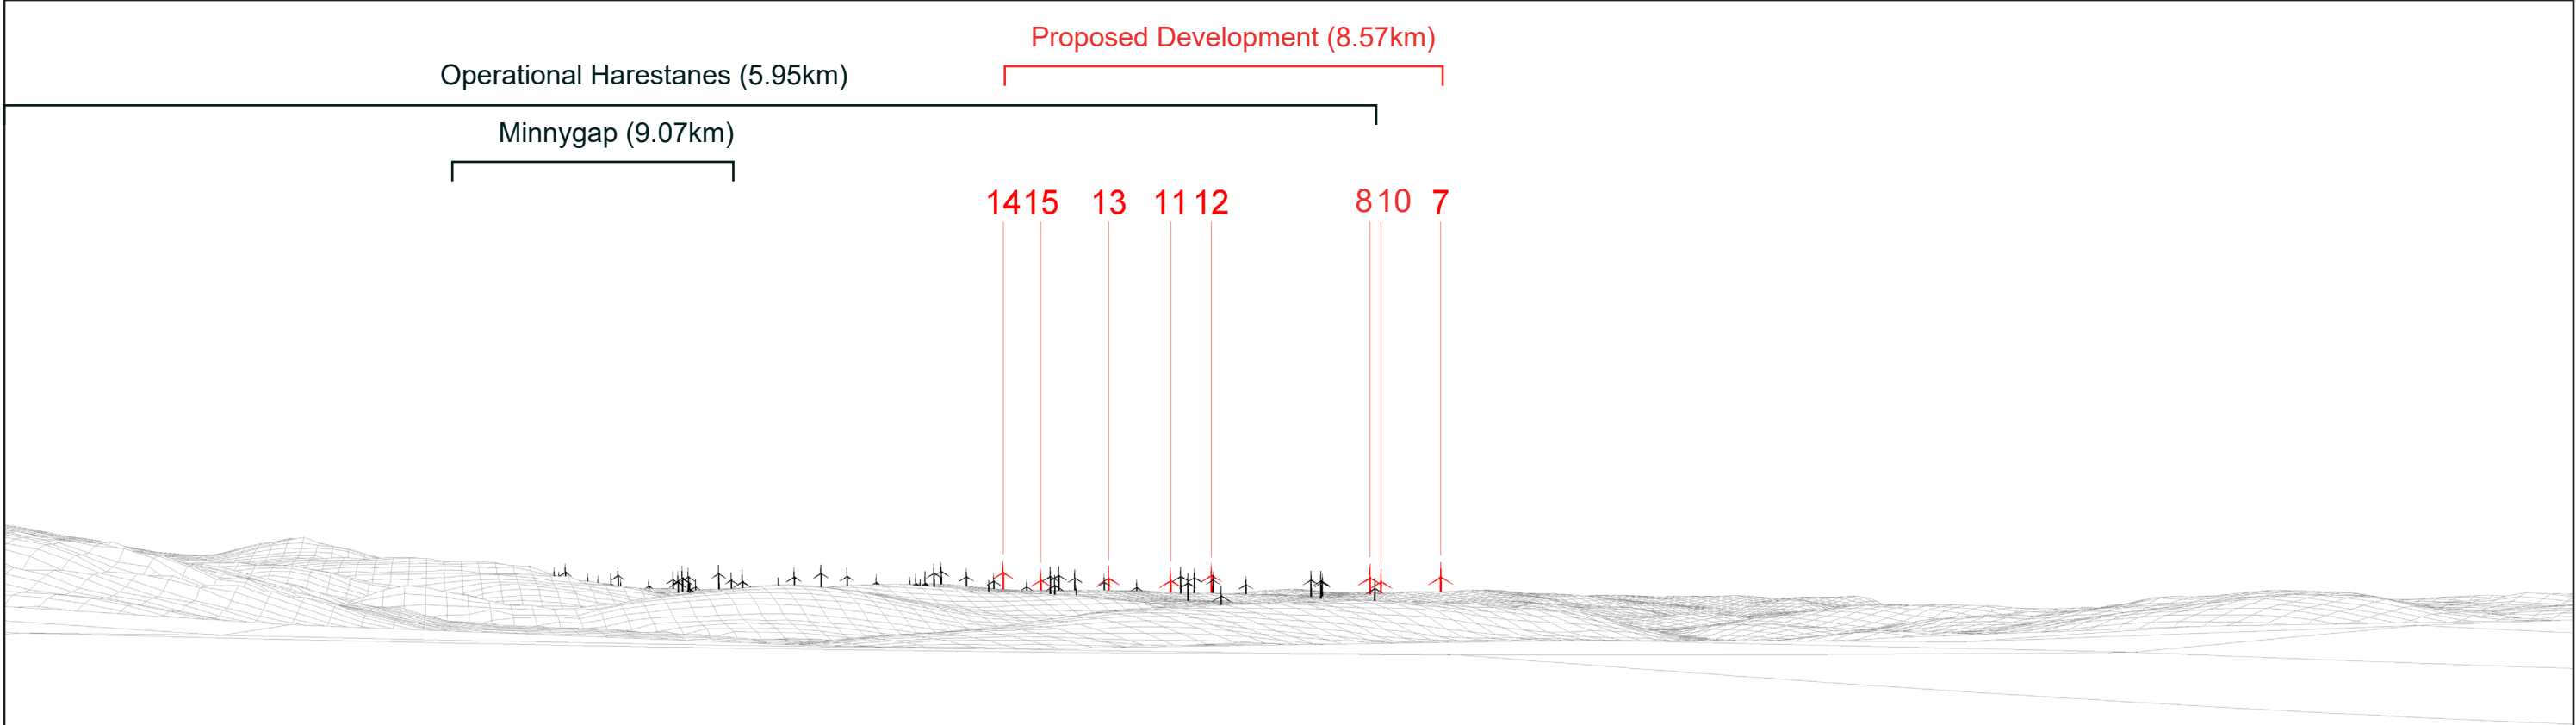 Proposed Development (8.57km)
Operational Harestanes (5.95km)
Minnygap (9.07km)
14 15 13 11 12 8 10 7